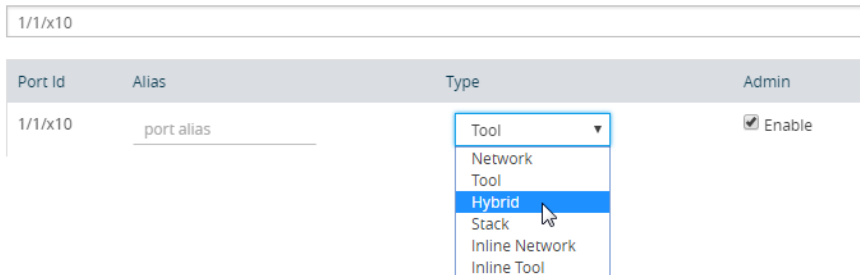 1/1/x10
Port Id Alias Type Admin
1/1/x10 port alias Tool Enable
Network
Tool
Hybrid
Stack
Inline Network
Inline Tool